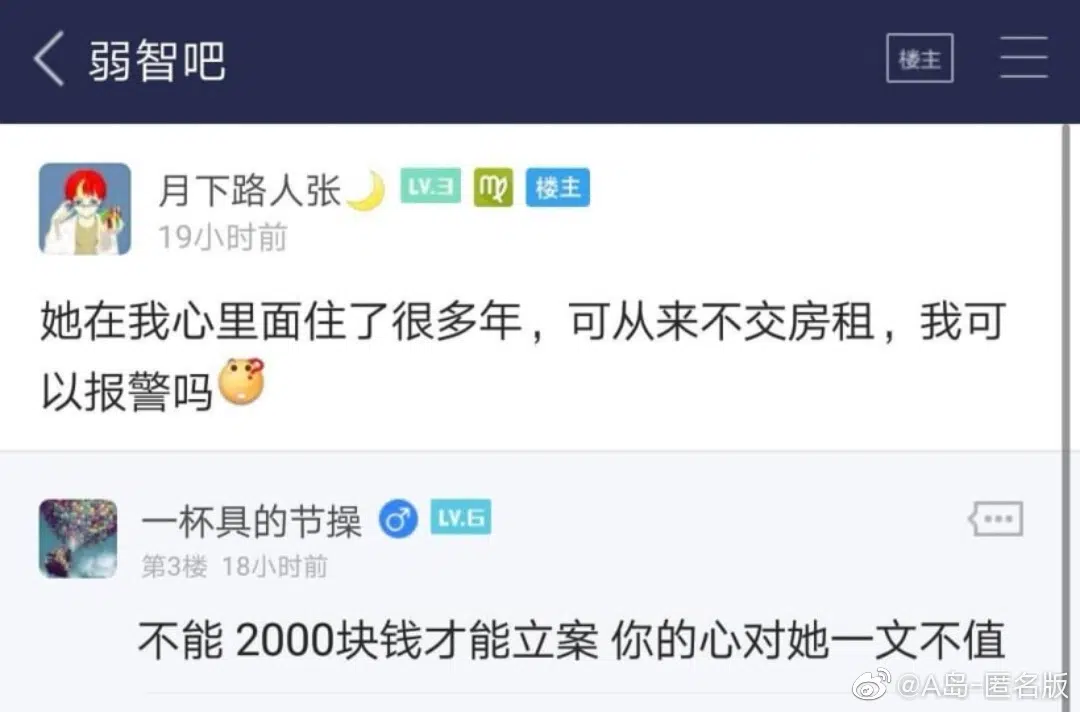 弱智吧
楼主
月下路人张🌙 LV.3 楼主
19小时前
她在我心里面住了很多年，可从来不交房租，我可
以报警吗
一杯具的节操 LV.6
第3楼 18小时前
不能 2000块钱才能立案 你的心对她一文不值
@A岛-匿名版